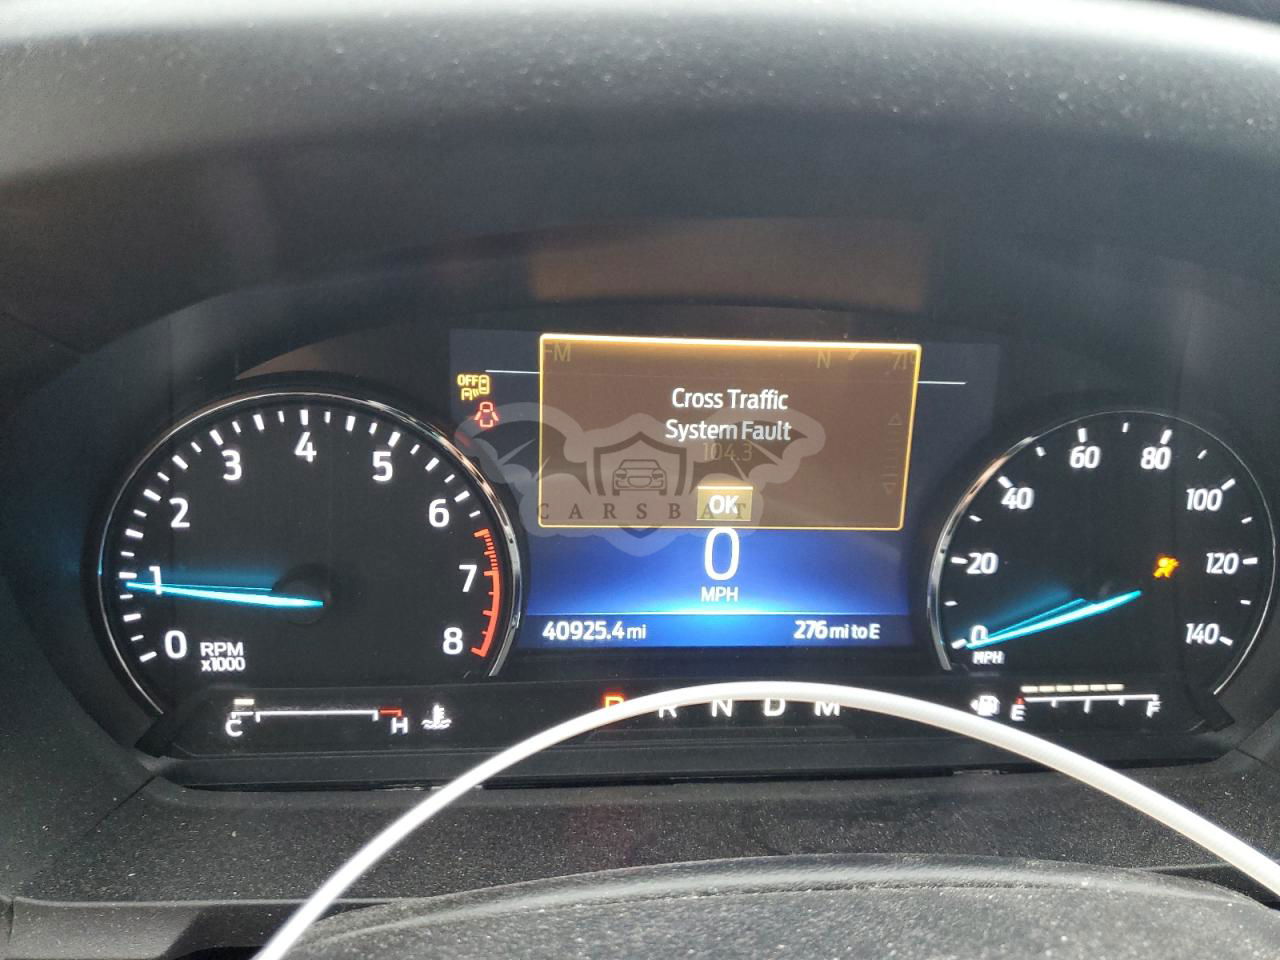 FM N 71
OFF
Cross Traffic
System Fault
104.3
OK
CARSBAT
0
MPH
40925.4 mi 276 mi to E
0 1 2 3 4 5 6 7 8
RPM
x1000
0 20 40 60 80 100 120 140
MPH
C H
P R N D M
E F